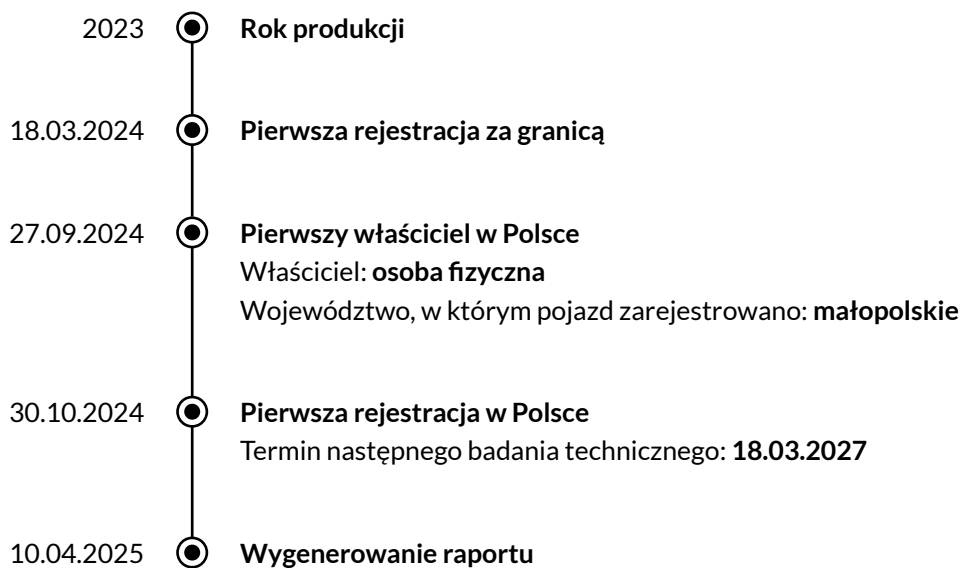 2023 Rok produkcji
18.03.2024 Pierwsza rejestracja za granicą
27.09.2024 Pierwszy właściciel w Polsce
Właściciel: osoba fizyczna
Województwo, w którym pojazd zarejestrowano: małopolskie
30.10.2024 Pierwsza rejestracja w Polsce
Termin następnego badania technicznego: 18.03.2027
10.04.2025 Wygenerowanie raportu